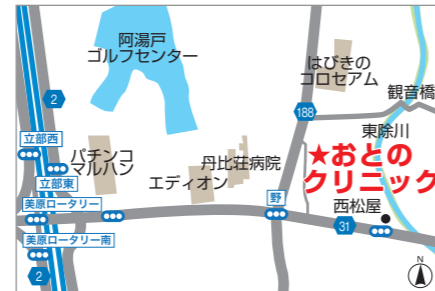 阿湯戸
ゴルフセンター
はびきの
コロセアム
観音橋
2
188
東除川
立部西
パチンコ
マルハン
立部東
丹比荘病院
エディオン
★おとの
クリニック
美原ロータリー
野
西松屋
31
美原ロータリー南
2
N